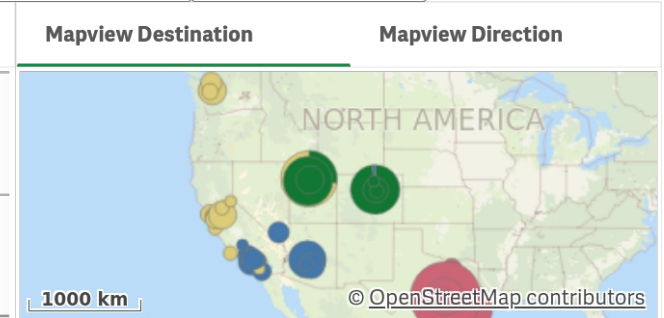 Mapview Destination
Mapview Direction
NORTH AMERICA
1000 km
© OpenStreetMap contributors